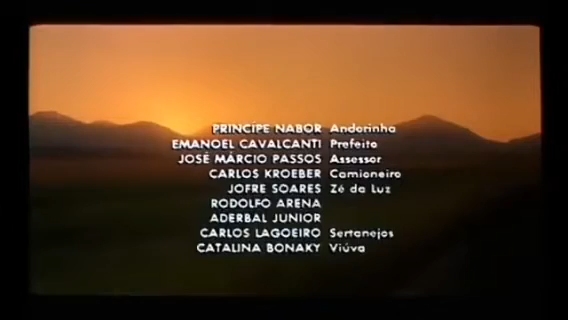 PRINCÍPE NABOR Andorinha
EMANOEL CAVALCANTI Prefeito
JOSÉ MÁRCIO PASSOS Assessor
CARLOS KROEBER Camioneiro
JOFRE SOARES Zé da Luz
RODOLFO ARENA
ADERBAL JUNIOR
CARLOS LAGOEIRO Sertanejos
CATALINA BONAKY Viúva